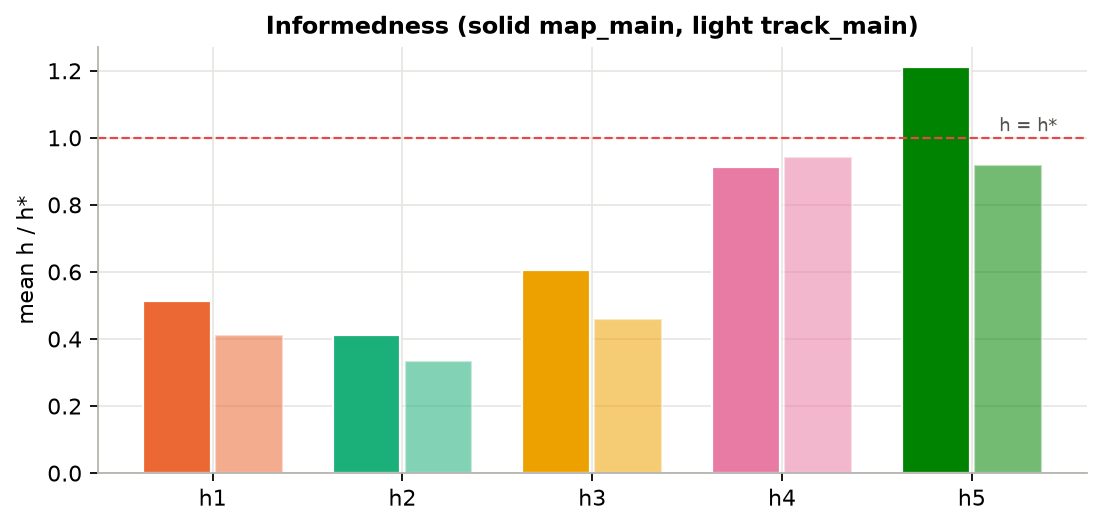 Informedness (solid map_main, light track_main)
1.2
1.0
0.8
0.6
0.4
0.2
0.0
mean h / h*
h = h*
h1 h2 h3 h4 h5